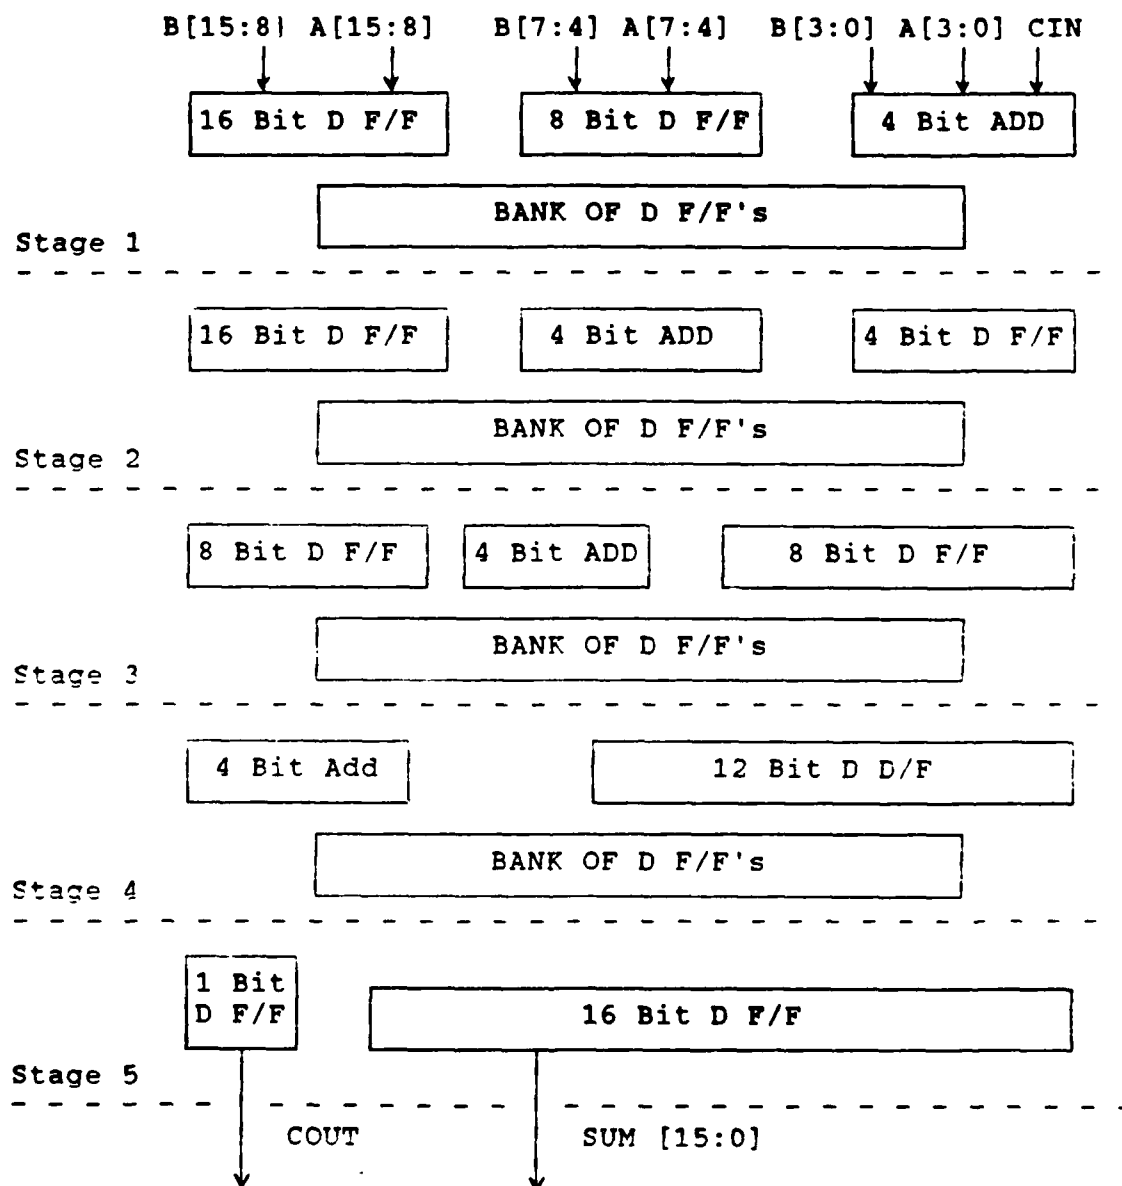 B[15:8] A[15:8] B[7:4] A[7:4] B[3:0] A[3:0] CIN
16 Bit D F/F 8 Bit D F/F 4 Bit ADD
BANK OF D F/F's
Stage 1
16 Bit D F/F 4 Bit ADD 4 Bit D F/F
BANK OF D F/F's
Stage 2
8 Bit D F/F 4 Bit ADD 8 Bit D F/F
BANK OF D F/F's
Stage 3
4 Bit Add 12 Bit D D/F
BANK OF D F/F's
Stage 4
1 Bit
D F/F 16 Bit D F/F
Stage 5
COUT SUM [15:0]